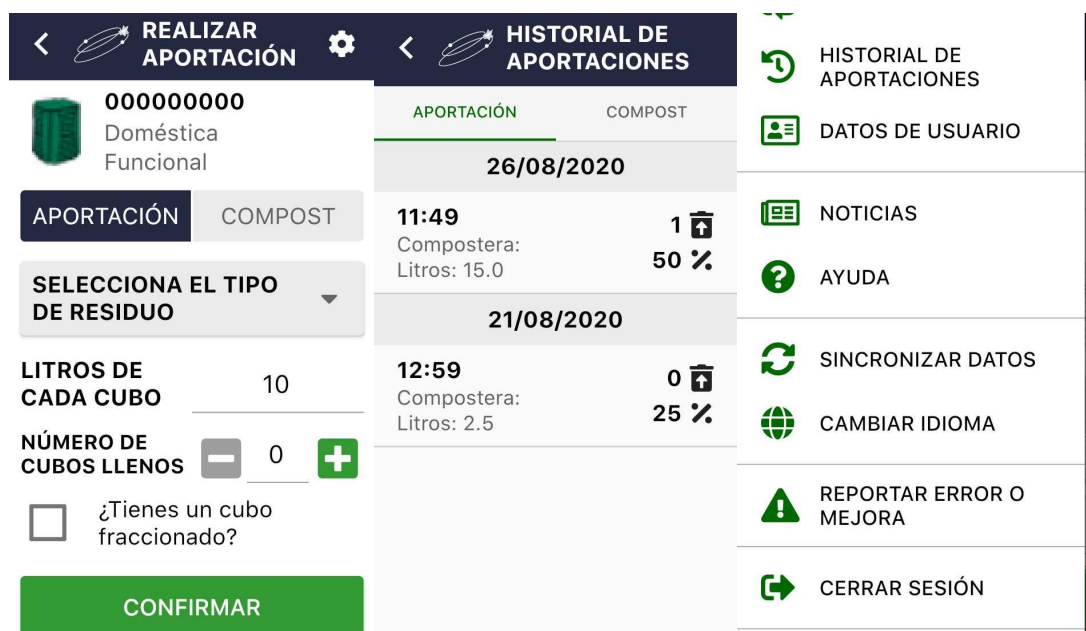 REALIZAR
APORTACIÓN
000000000
Doméstica
Funcional
APORTACIÓN
COMPOST
SELECCIONA EL TIPO
DE RESIDUO
LITROS DE
CADA CUBO
10
NÚMERO DE
CUBOS LLENOS
0
¿Tienes un cubo
fraccionado?
CONFIRMAR
HISTORIAL DE
APORTACIONES
APORTACIÓN
COMPOST
26/08/2020
11:49
1
Compostera:
Litros: 15.0
50 %
21/08/2020
12:59
0
Compostera:
Litros: 2.5
25 %
HISTORIAL DE
APORTACIONES
DATOS DE USUARIO
NOTICIAS
AYUDA
SINCRONIZAR DATOS
CAMBIAR IDIOMA
REPORTAR ERROR O
MEJORA
CERRAR SESIÓN